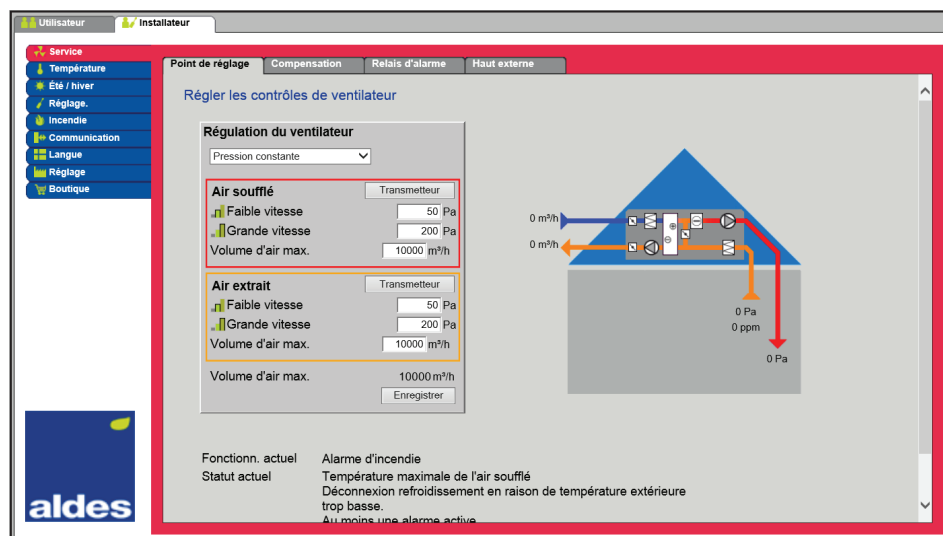 Utilisateur
Installateur
Service
Température
Été / hiver
Réglage.
Incendie
Communication
Langue
Réglage
Boutique
aldes
Point de réglage
Compensation
Relais d'alarme
Haut externe
Régler les contrôles de ventilateur
Régulation du ventilateur
Pression constante
Air soufflé Transmetteur
Faible vitesse 50 Pa
Grande vitesse 200 Pa
Volume d'air max. 10000 m³/h
Air extrait Transmetteur
Faible vitesse 50 Pa
Grande vitesse 200 Pa
Volume d'air max. 10000 m³/h
Volume d'air max. 10000 m³/h
Enregistrer
0 m³/h
0 m³/h
0 Pa
0 ppm
0 Pa
Fonctionn. actuel Alarme d'incendie
Statut actuel Température maximale de l'air soufflé
Déconnexion refroidissement en raison de température extérieure
trop basse.
Au moins une alarme active